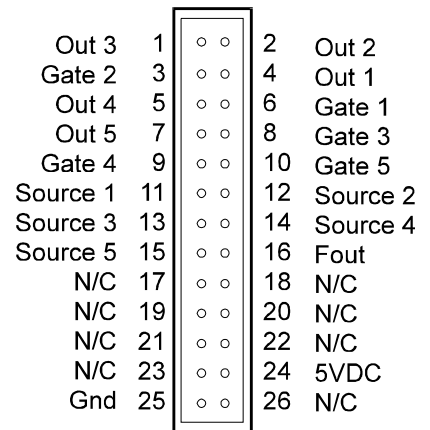 Out 3 1 2 Out 2
Gate 2 3 4 Out 1
Out 4 5 6 Gate 1
Out 5 7 8 Gate 3
Gate 4 9 10 Gate 5
Source 1 11 12 Source 2
Source 3 13 14 Source 4
Source 5 15 16 Fout
N/C 17 18 N/C
N/C 19 20 N/C
N/C 21 22 N/C
N/C 23 24 5VDC
Gnd 25 26 N/C